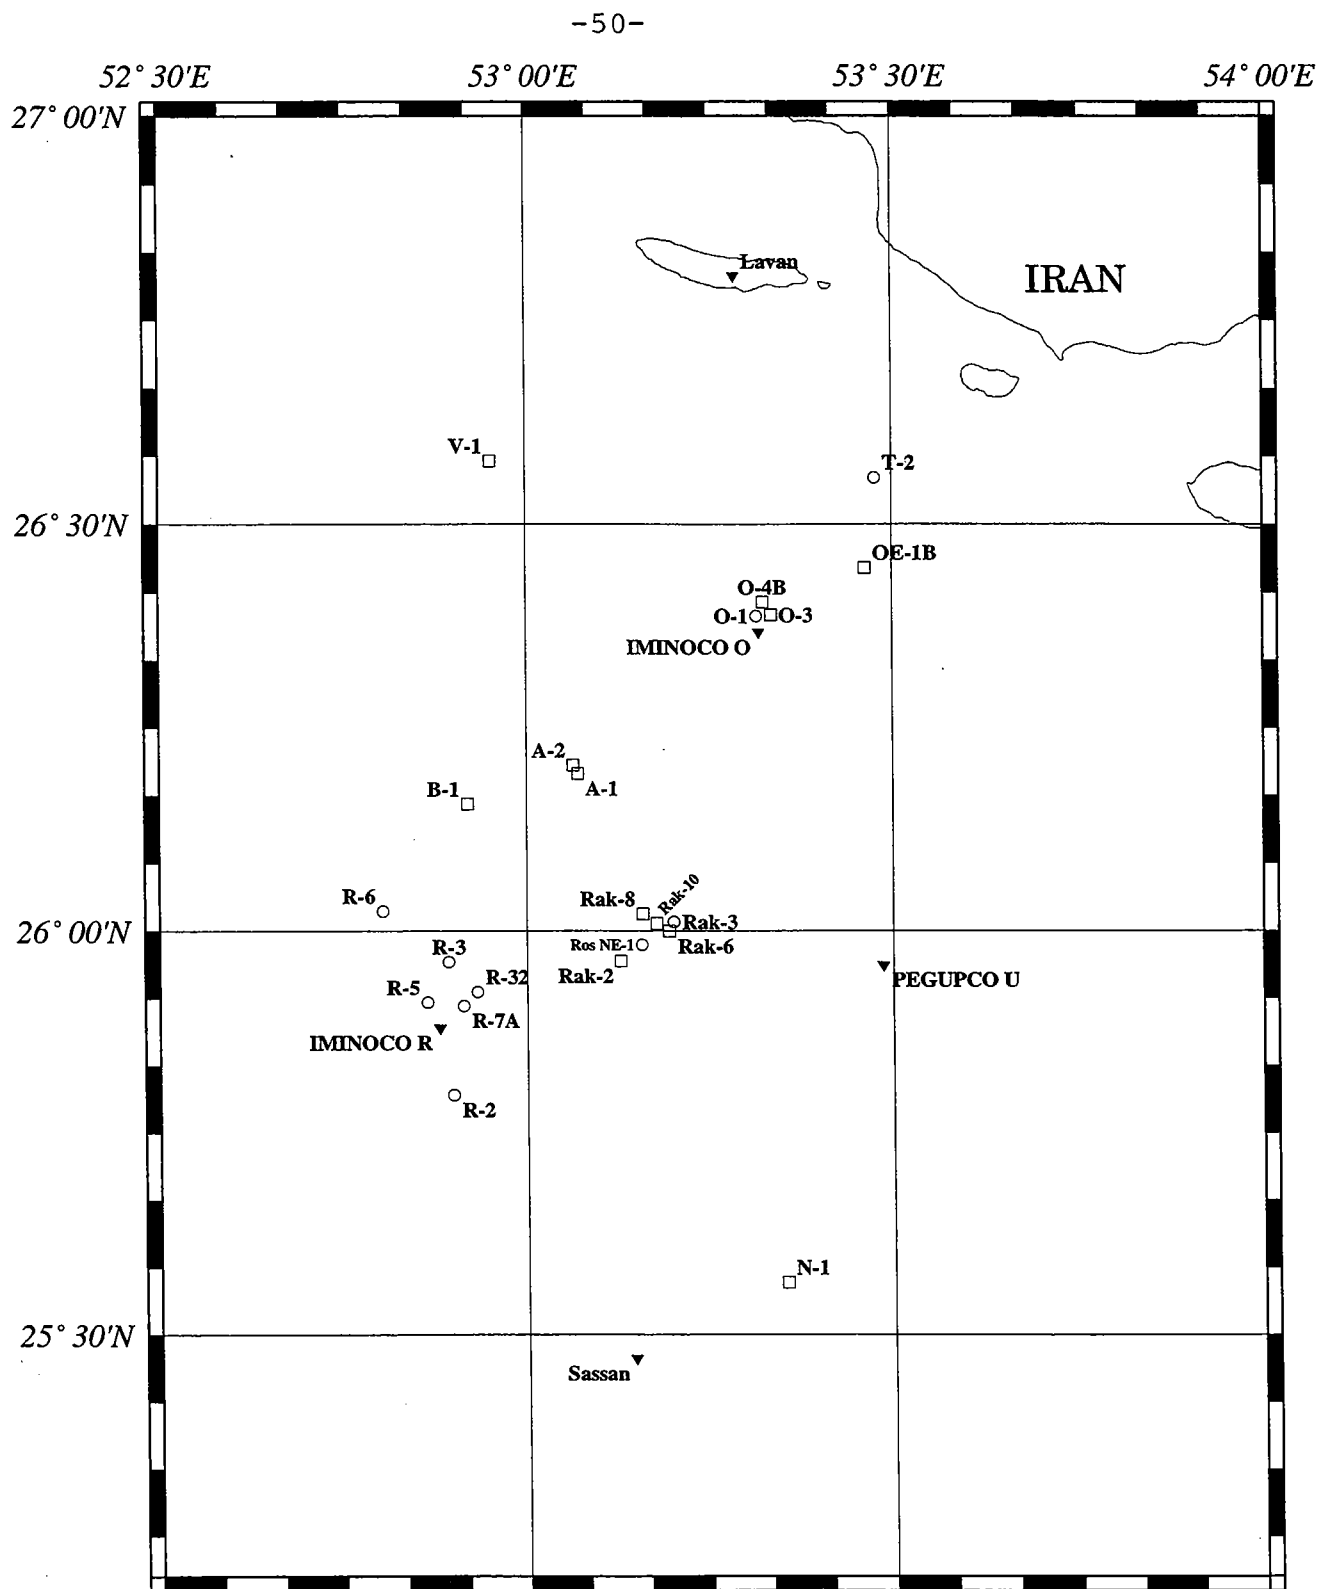 -50-
52° 30'E 53° 00'E 53° 30'E 54° 00'E
27° 00'N
Lavan
IRAN
V-1
T-2
26° 30'N
OE-1B
O-4B
O-1 O-3
IMINOCO O
A-2
A-1
B-1
R-6
Rak-8
Rak-10
Rak-3
26° 00'N
R-3
Ros NE-1
Rak-6
Rak-2
R-32
PEGUPCO U
R-5
R-7A
IMINOCO R
R-2
N-1
25° 30'N
Sassan